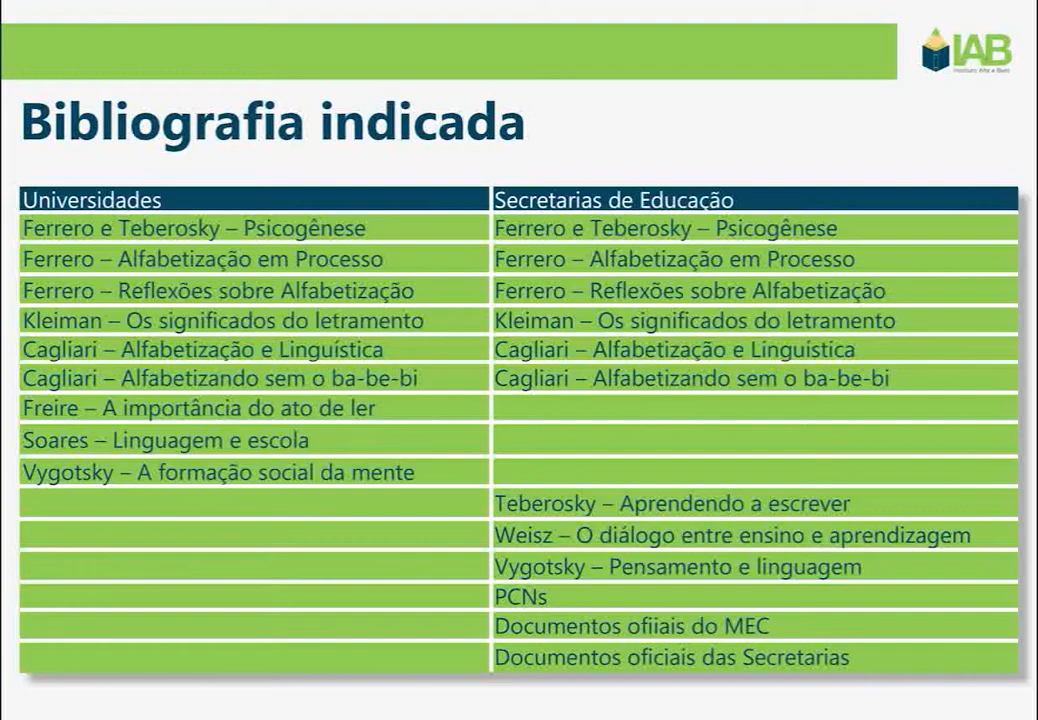 IAB
Instituto Alfa e Beto
Bibliografia indicada
Universidades Secretarias de Educação
Ferrero e Teberosky – Psicogênese Ferrero e Teberosky – Psicogênese
Ferrero – Alfabetização em Processo Ferrero – Alfabetização em Processo
Ferrero – Reflexões sobre Alfabetização Ferrero – Reflexões sobre Alfabetização
Kleiman – Os significados do letramento Kleiman – Os significados do letramento
Cagliari – Alfabetização e Linguística Cagliari – Alfabetização e Linguística
Cagliari – Alfabetizando sem o ba-be-bi Cagliari – Alfabetizando sem o ba-be-bi
Freire – A importância do ato de ler
Soares – Linguagem e escola
Vygotsky – A formação social da mente
Teberosky – Aprendendo a escrever
Weisz – O diálogo entre ensino e aprendizagem
Vygotsky – Pensamento e linguagem
PCNs
Documentos ofiiais do MEC
Documentos oficiais das Secretarias